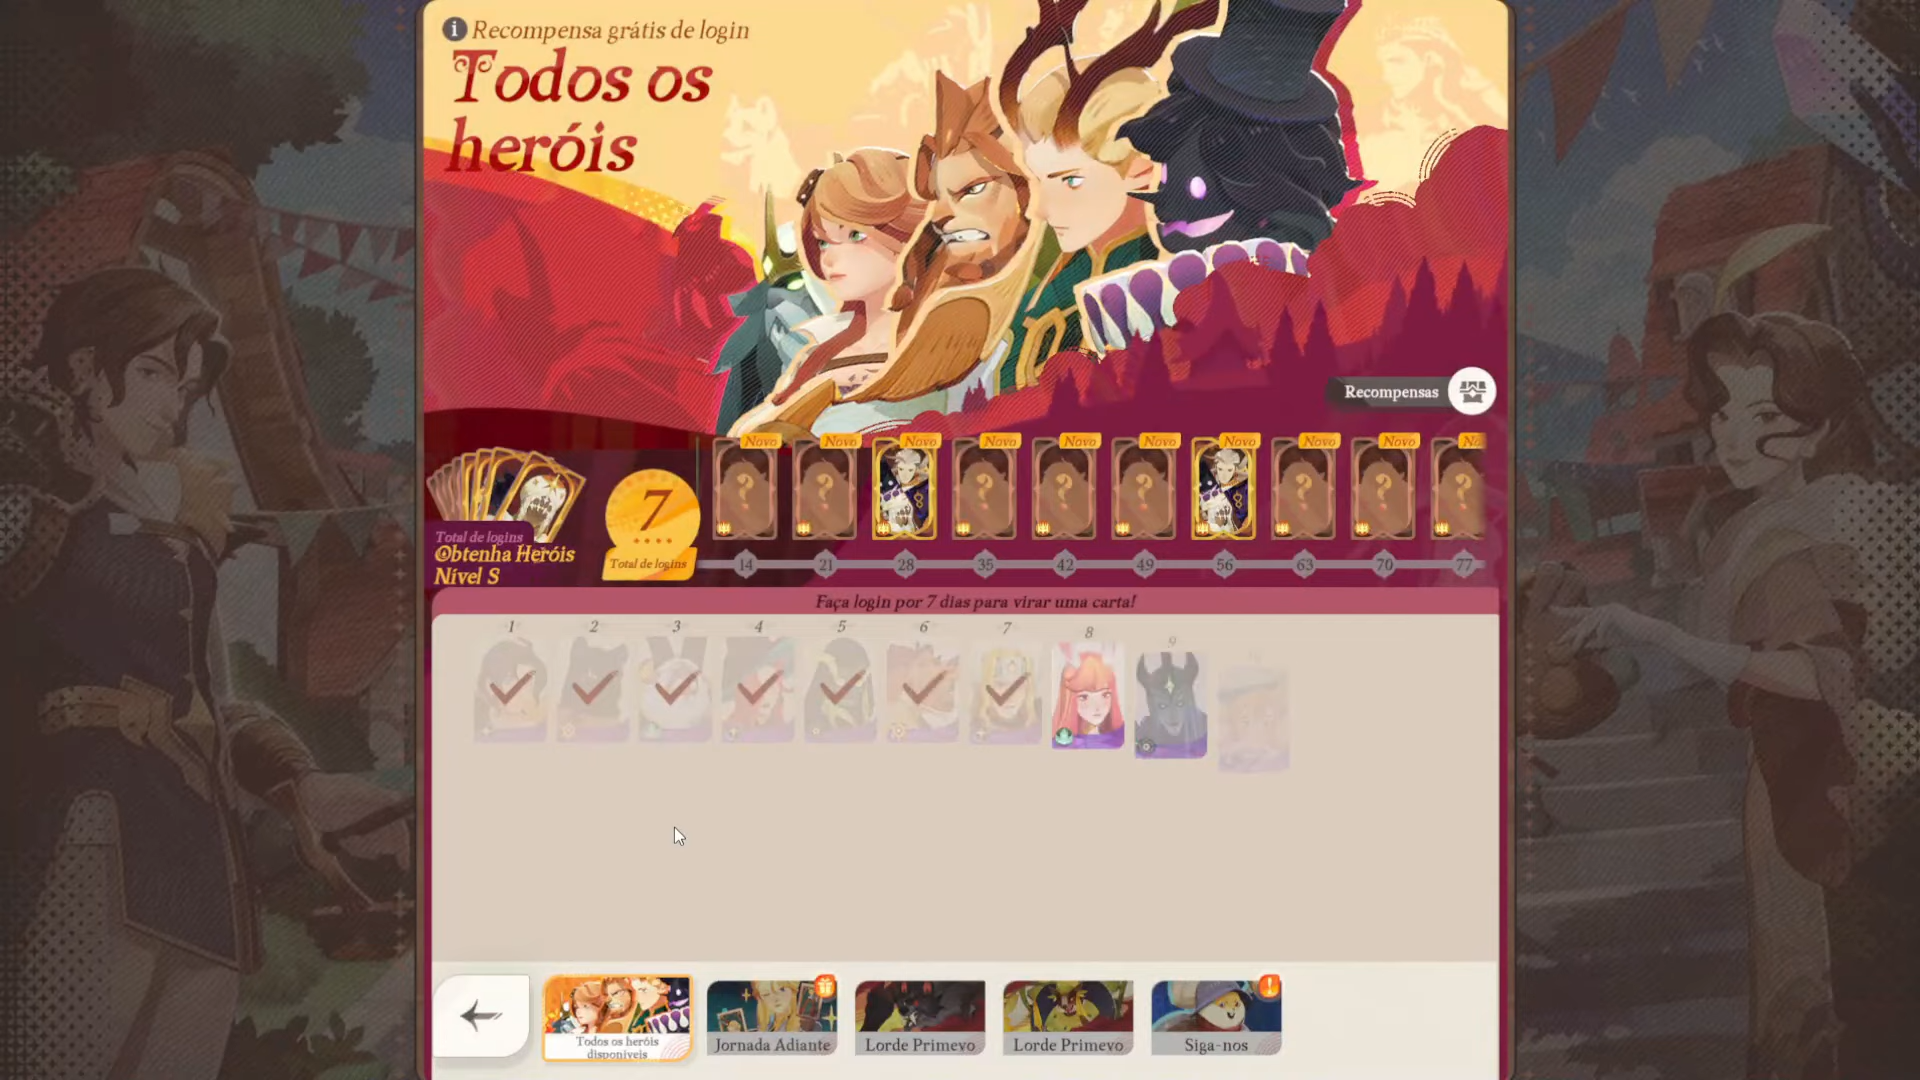 Recompensa grátis de login
Todos os
heróis
Recompensas
Novo Novo Novo Novo Novo Novo Novo Novo Novo No
Total de logins
Obtenha Heróis
Nível S
7
Total de logins
14 21 28 35 42 49 56 63 70 77
Faça login por 7 dias para virar uma carta!
1 2 3 4 5 6 7 8 9
Todos os heróis
disponíveis
Jornada Adiante
Lorde Primevo
Lorde Primevo
Siga-nos